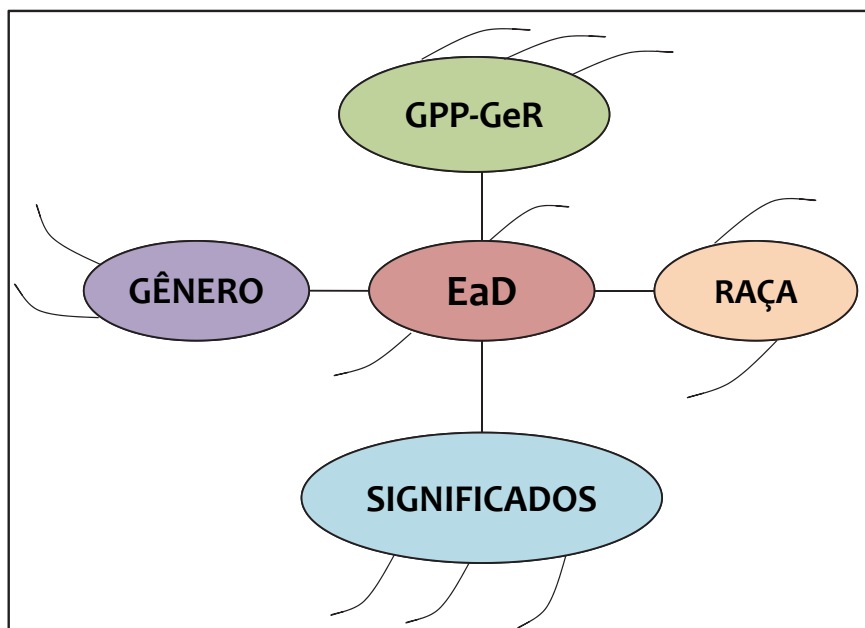 GPP-GeR
GÊNERO
EaD
RAÇA
SIGNIFICADOS